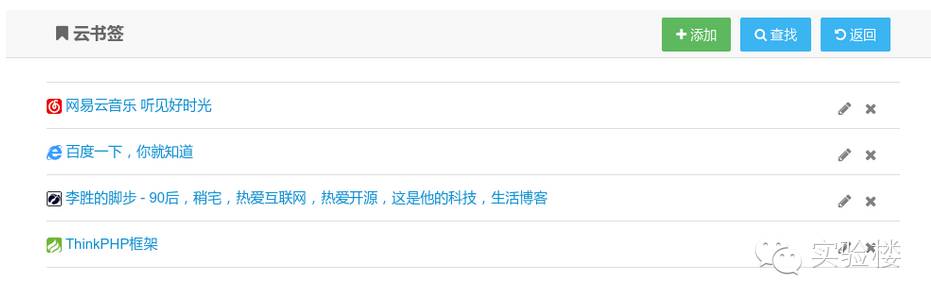 云书签
添加 查找 返回
网易云音乐 听见好时光
百度一下，你就知道
李胜的脚步 - 90后，稍宅，热爱互联网，热爱开源，这是他的科技，生活博客
ThinkPHP框架
实验楼